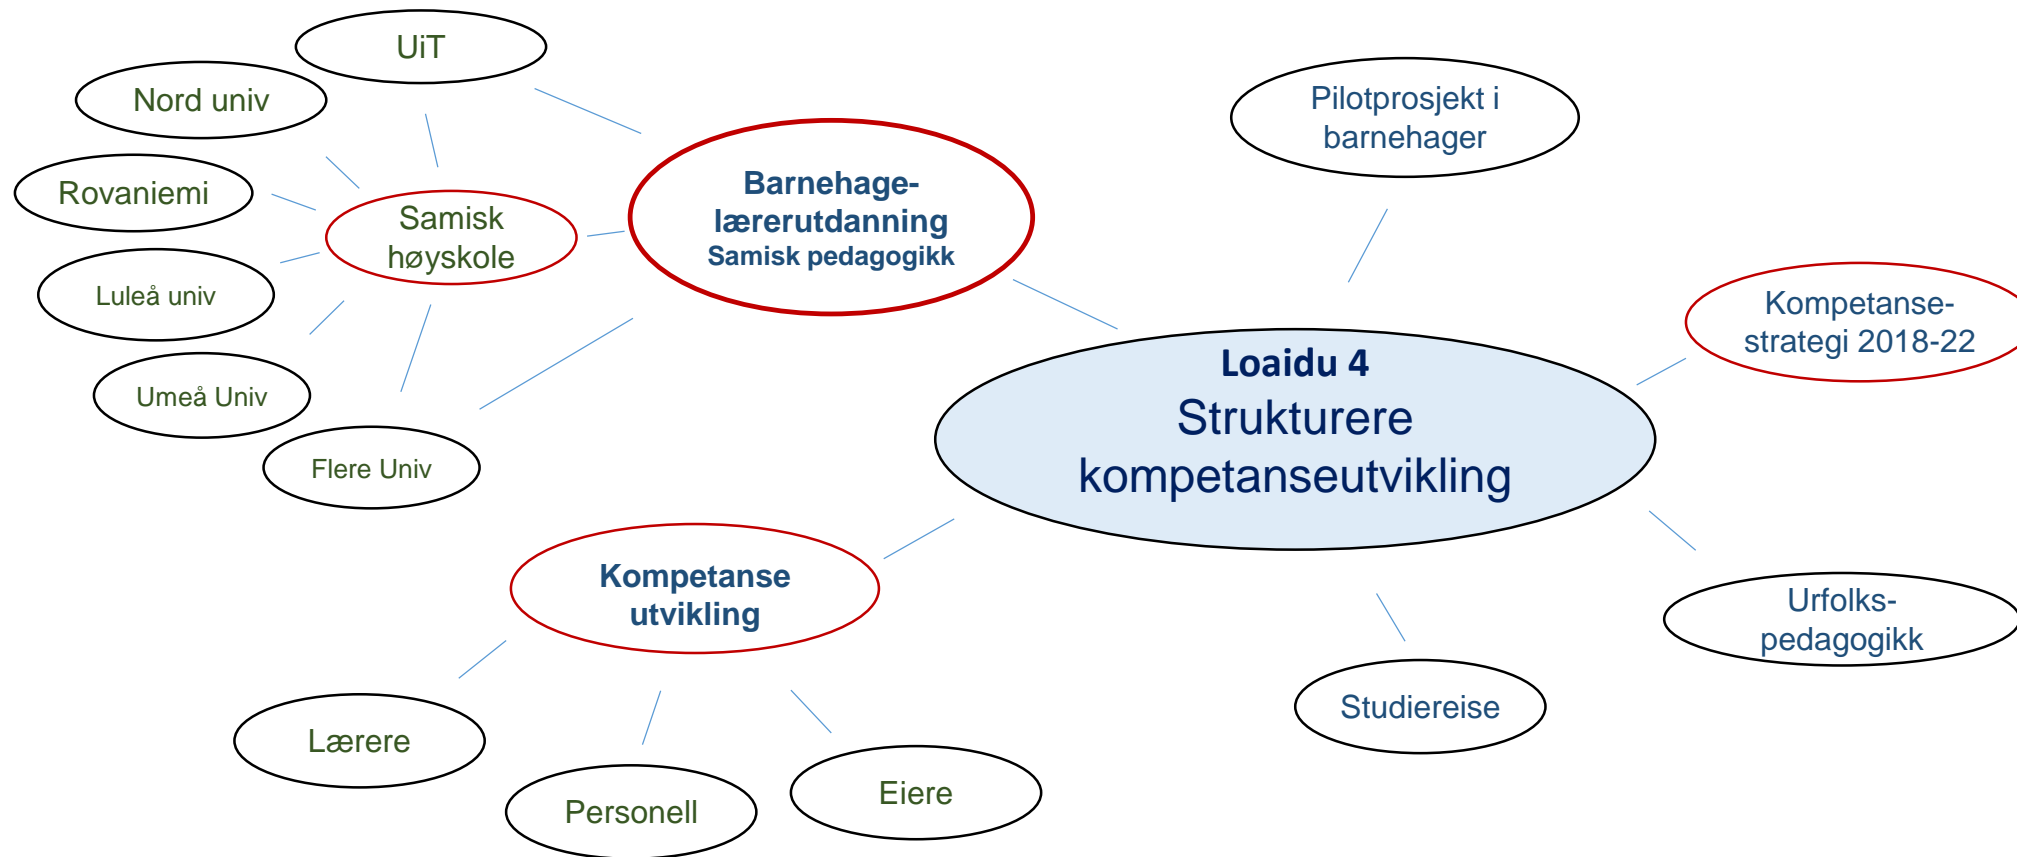 UiT
Nord univ
Rovaniemi
Luleå univ
Umeå Univ
Flere Univ
Samisk
høyskole
Barnehage-
lærerutdanning
Samisk pedagogikk
Pilotprosjekt i
barnehager
Kompetanse-
strategi 2018-22
Loaidu 4
Strukturere
kompetanseutvikling
Urfolks-
pedagogikk
Studiereise
Kompetanse
utvikling
Lærere
Personell
Eiere